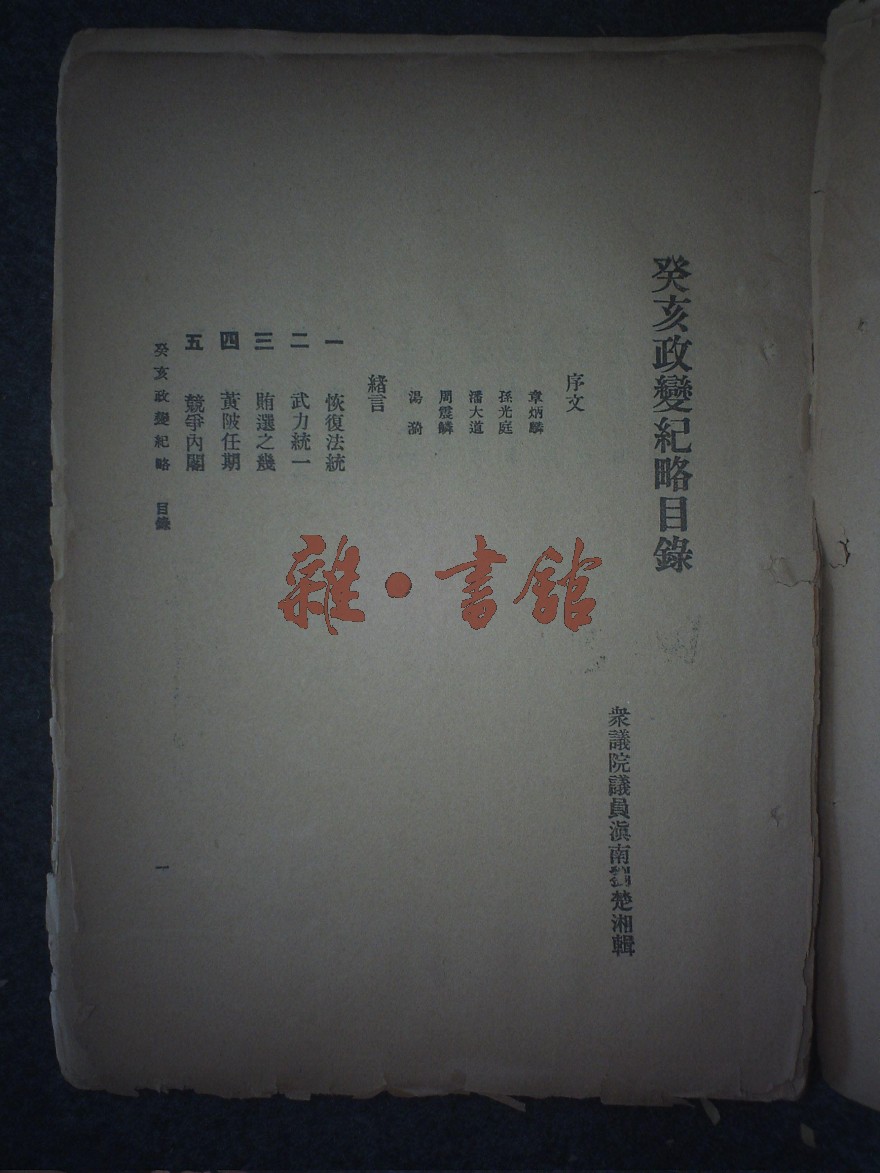 癸亥政變紀略目錄
衆議院議員滇南劉楚湘輯
序文
章炳麟
孫光庭
潘大道
周震鱗
湯漪
緒言
一 恢復法統
二 武力統一
三 賄選之幾
四 黃陂任期
五 競爭內閣
癸亥政變紀略 目錄
一
雜·書館